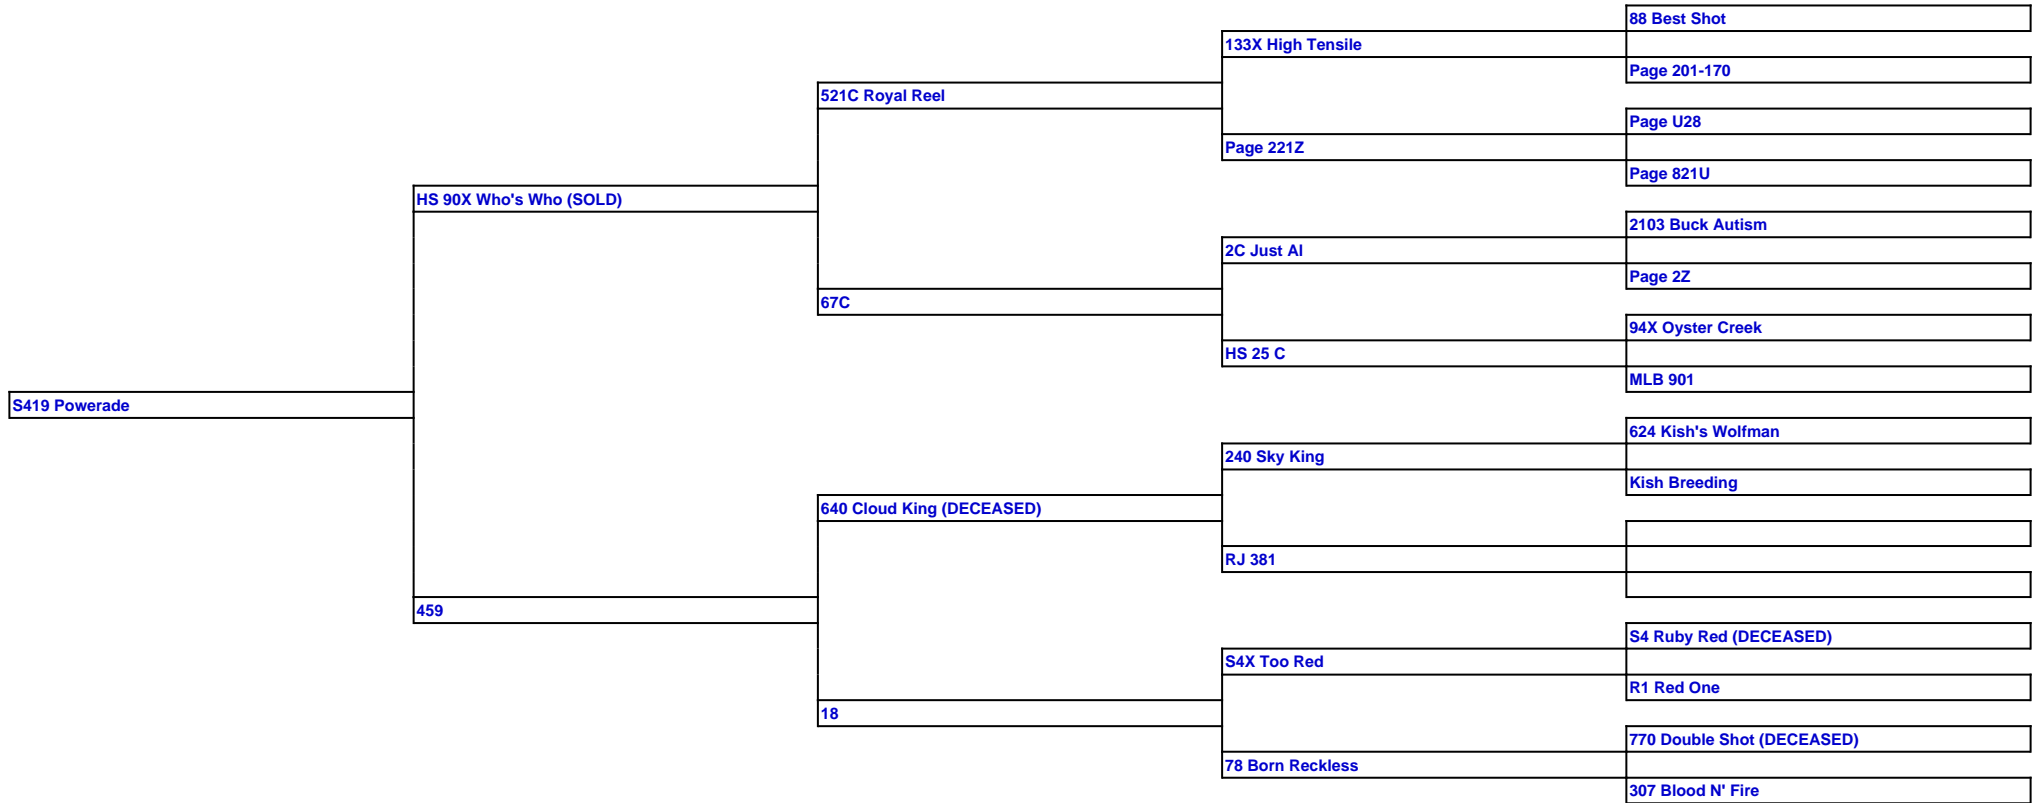 88 Best Shot
133X High Tensile
Page 201-170
521C Royal Reel
Page U28
Page 221Z
Page 821U
HS 90X Who's Who (SOLD)
2103 Buck Autism
2C Just AI
Page 2Z
67C
94X Oyster Creek
HS 25 C
MLB 901
S419 Powerade
624 Kish's Wolfman
240 Sky King
Kish Breeding
640 Cloud King (DECEASED)
RJ 381
459
S4 Ruby Red (DECEASED)
S4X Too Red
R1 Red One
18
770 Double Shot (DECEASED)
78 Born Reckless
307 Blood N' Fire